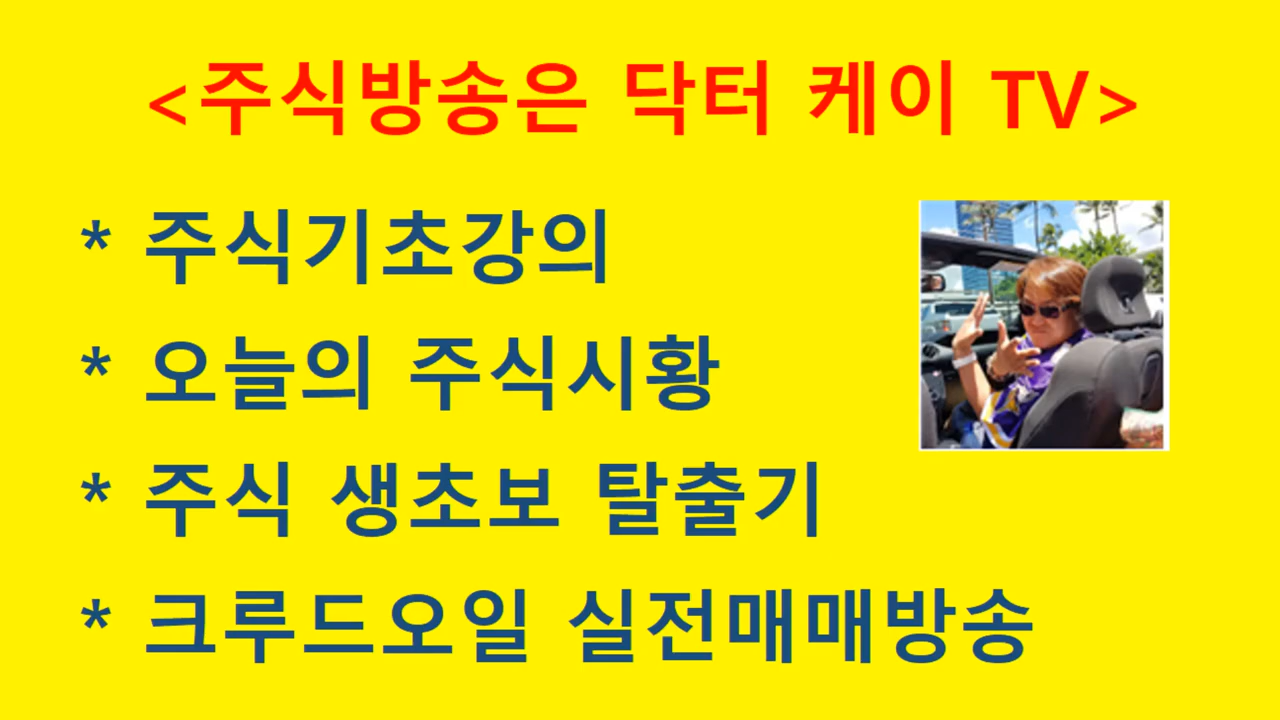 <주식방송은 닥터 케이 TV>
* 주식기초강의
* 오늘의 주식시황
* 주식 생초보 탈출기
* 크루드오일 실전매매방송